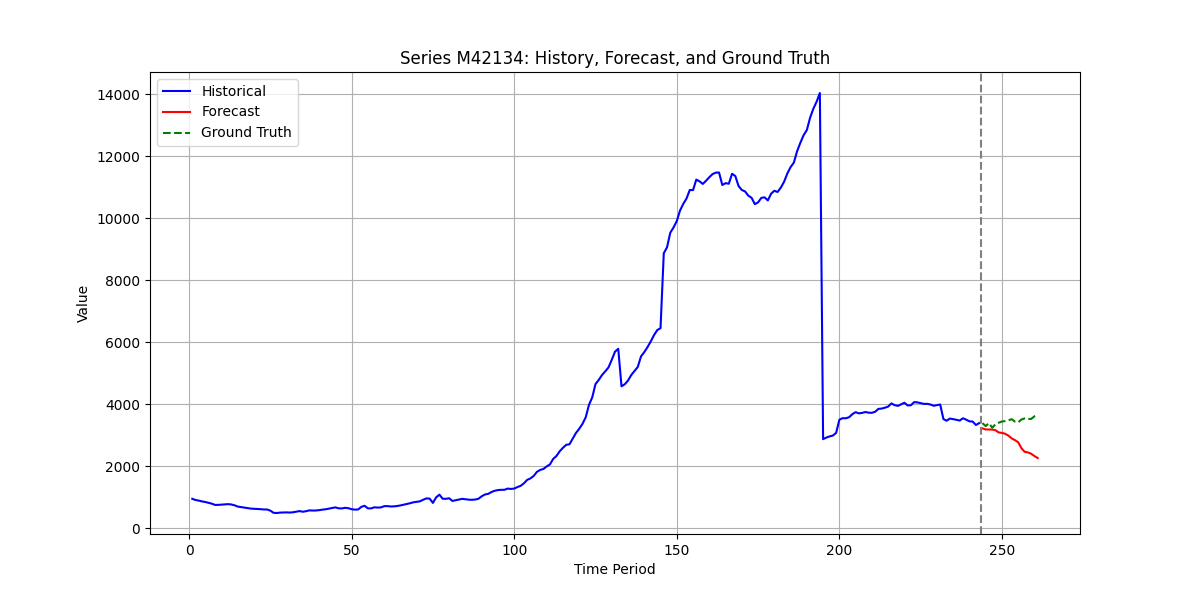 Series M42134: History, Forecast, and Ground Truth
Historical
Forecast
Ground Truth
14000
12000
10000
8000
6000
4000
2000
0
Value
0 50 100 150 200 250
Time Period